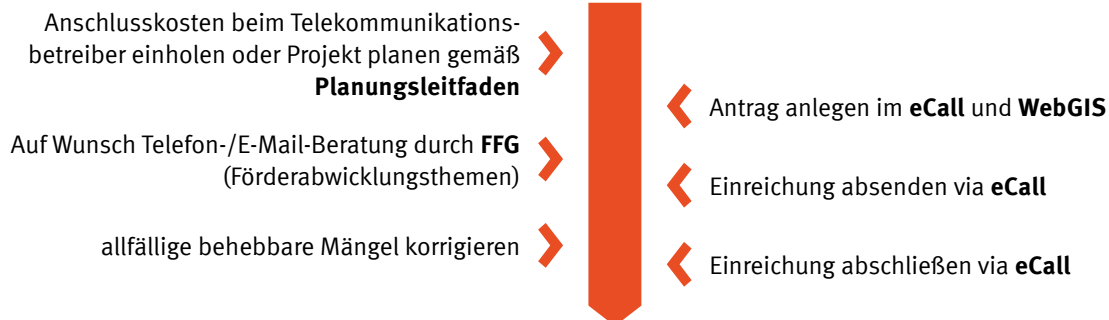 Anschlusskosten beim Telekommunikations-
betreiber einholen oder Projekt planen gemäß
Planungsleitfaden
Antrag anlegen im eCall und WebGIS
Auf Wunsch Telefon-/E-Mail-Beratung durch FFG
(Förderabwicklungsthemen)
Einreichung absenden via eCall
allfällige behebbare Mängel korrigieren
Einreichung abschließen via eCall